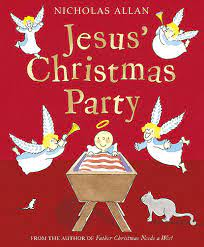 NICHOLAS ALLAN
Jesus’
Christmas
Party
FROM THE AUTHOR OF Father Christmas Needs a Wee!